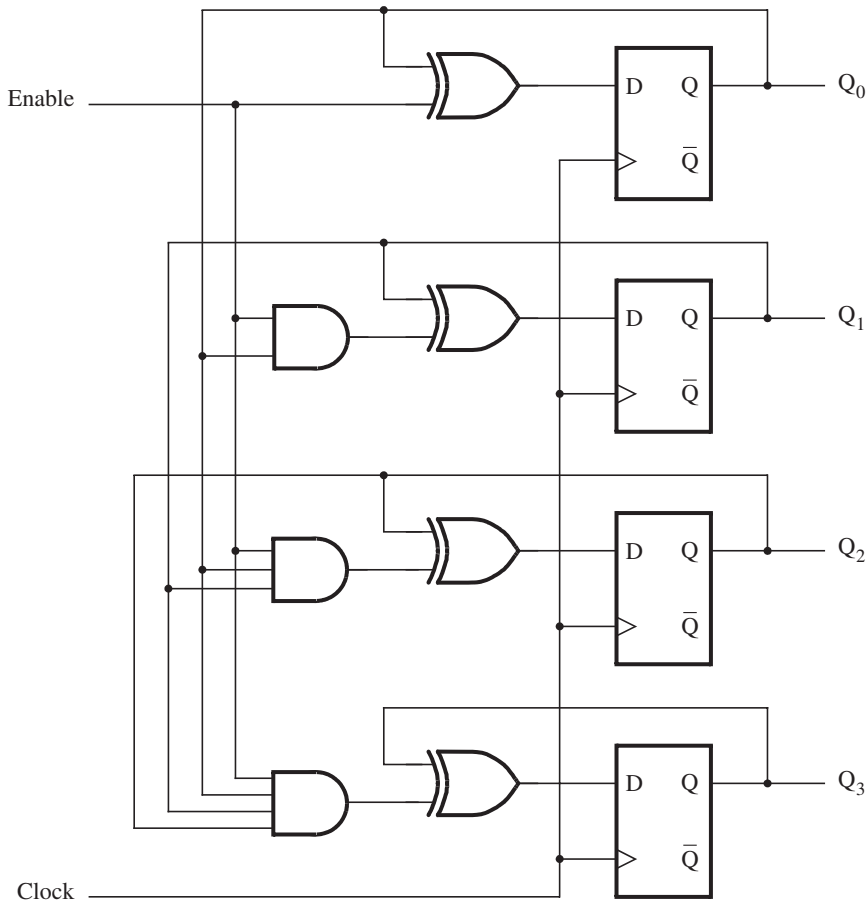 D Q Q₀
Enable
Q̅
D Q Q₁
Q̅
D Q Q₂
Q̅
D Q Q₃
Q̅
Clock